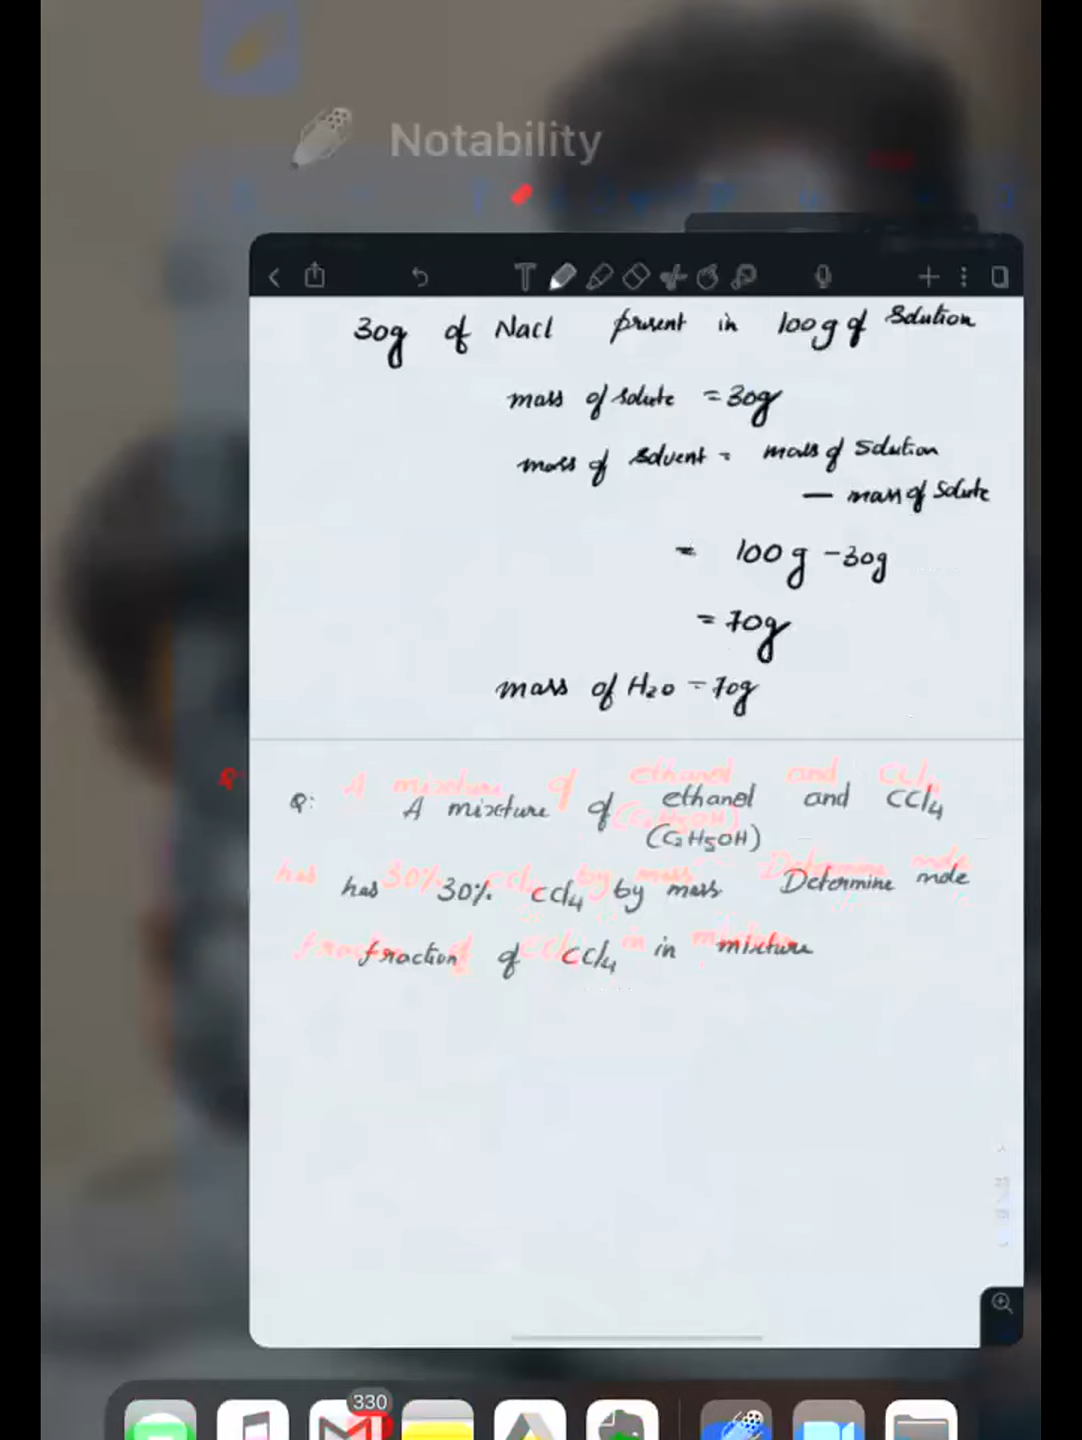 Notability
30g of Nacl present in 100g of Solution
mass of solute = 30g
mass of solvent = mass of Solution
— mass of Solute
= 100g - 30g
= 70g
mass of H2O = 70g
Q: A mixture of ethanol and CCl4
(C2H5OH)
has 30% CCl4 by mass Determine mole
fraction of CCl4 in mixture
330